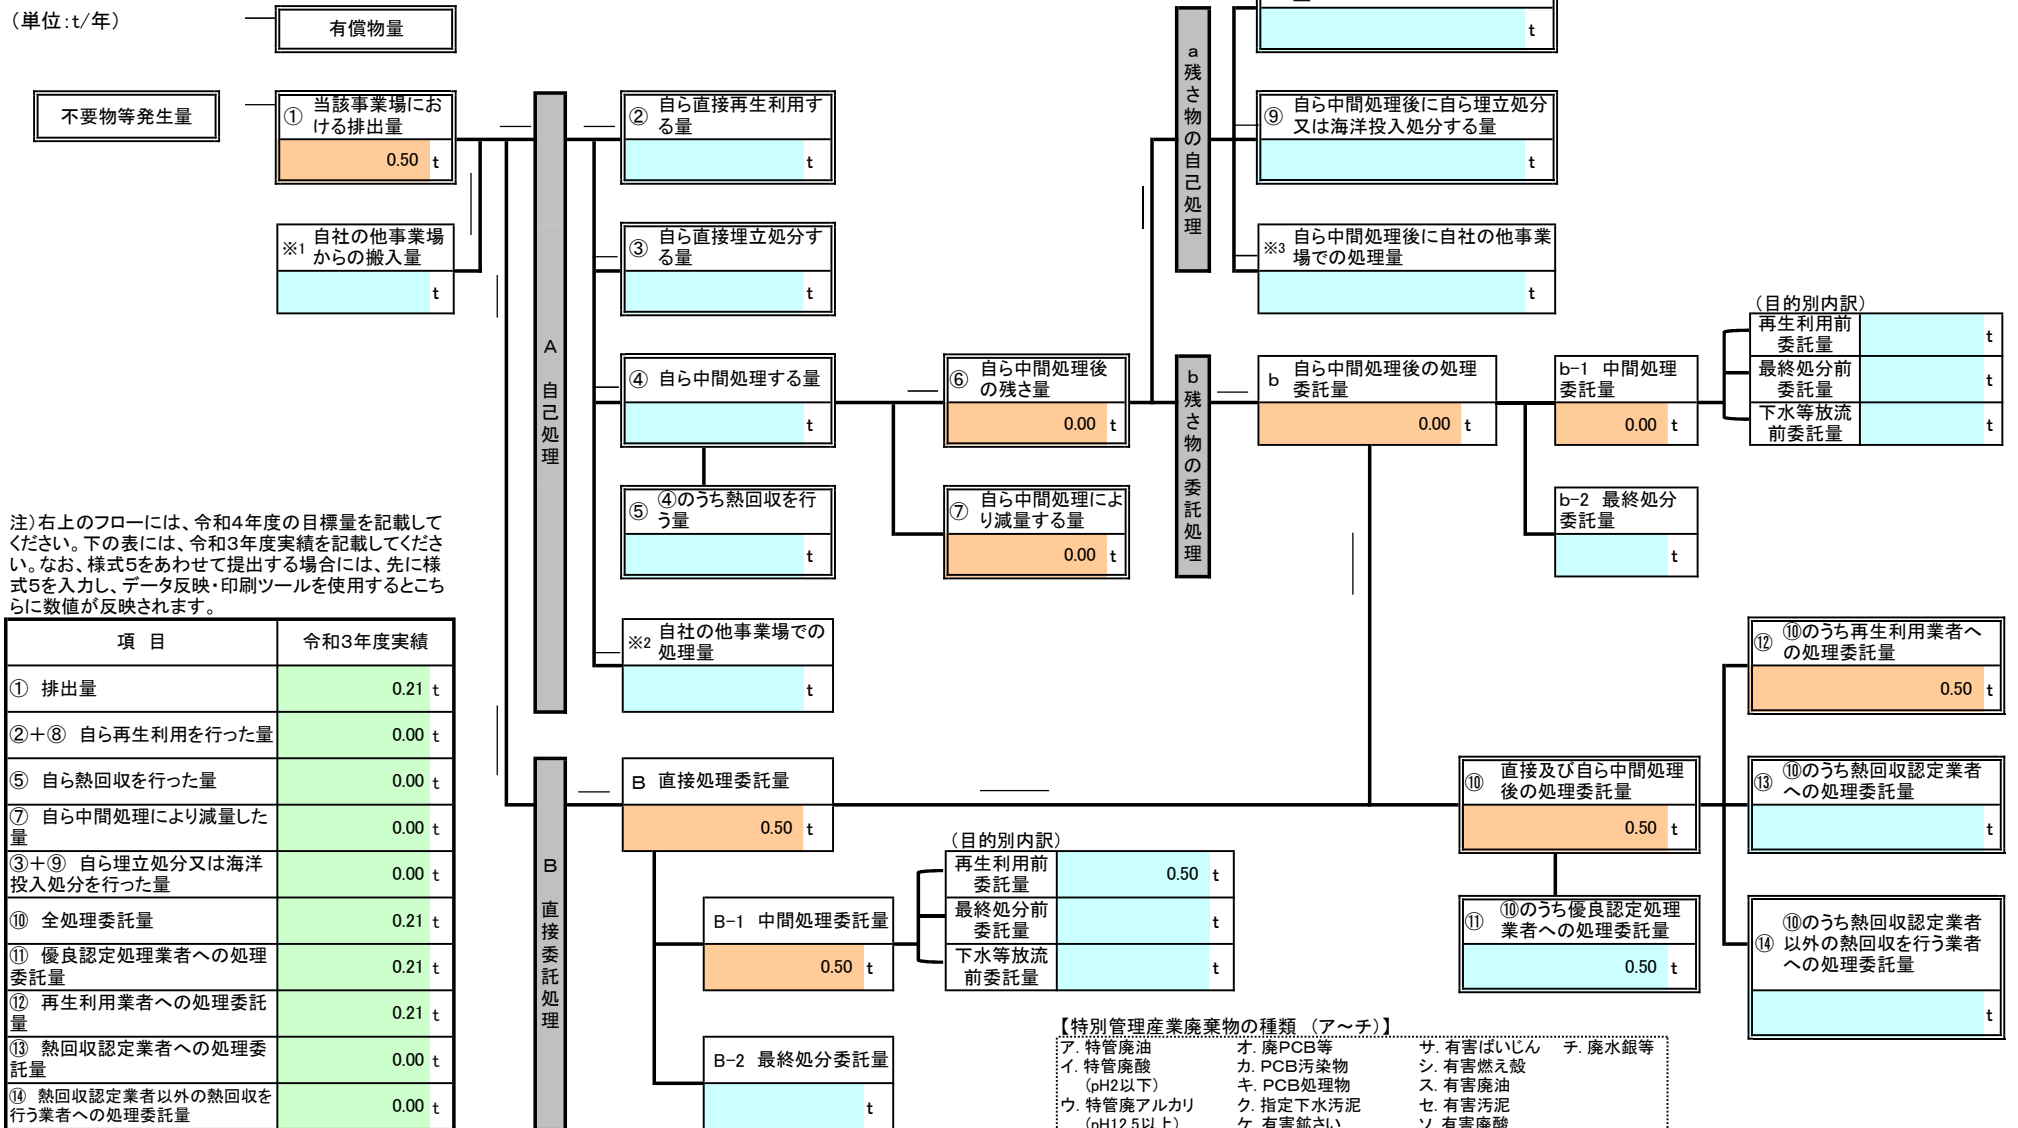 （単位:t/年）
有償物量
t
不要物等発生量
① 当該事業場にお
ける排出量
0.50 t
※1 自社の他事業場
からの搬入量
t
A 自己処理
② 自ら直接再生利用す
る量
t
③ 自ら直接埋立処分す
る量
t
④ 自ら中間処理する量
t
⑤ ④のうち熱回収を行
う量
t
※2 自社の他事業場での
処理量
t
⑥ 自ら中間処理後
の残さ量
0.00 t
⑦ 自ら中間処理によ
り減量する量
0.00 t
a 残さ物の自己処理
⑨ 自ら中間処理後に自ら埋立処分
又は海洋投入処分する量
t
※3 自ら中間処理後に自社の他事業
場での処理量
t
b 残さ物の委託処理
b 自ら中間処理後の処理
委託量
0.00 t
b-1 中間処理
委託量
0.00 t
（目的別内訳）
再生利用前
委託量
t
最終処分前
委託量
t
下水等放流
前委託量
t
b-2 最終処分
委託量
t
注）右上のフローには、令和４年度の目標量を記載して
ください。下の表には、令和３年度実績を記載してくださ
い。なお、様式５をあわせて提出する場合には、先に様
式５を入力し、データ反映・印刷ツールを使用するとこち
らに数値が反映されます。
項 目 令和３年度実績
① 排出量 0.21 t
②＋⑧ 自ら再生利用を行った量 0.00 t
⑤ 自ら熱回収を行った量 0.00 t
⑦ 自ら中間処理により減量した
量 0.00 t
③＋⑨ 自ら埋立処分又は海洋
投入処分を行った量 0.00 t
⑩ 全処理委託量 0.21 t
⑪ 優良認定処理業者への処理
委託量 0.21 t
⑫ 再生利用業者への処理委託
量 0.21 t
⑬ 熱回収認定業者への処理委
託量 0.00 t
⑭ 熱回収認定業者以外の熱回収を
行う業者への処理委託量 0.00 t
B 直接委託処理
B 直接処理委託量
0.50 t
B-1 中間処理委託量
0.50 t
（目的別内訳）
再生利用前
委託量
0.50 t
最終処分前
委託量
t
下水等放流
前委託量
t
B-2 最終処分委託量
t
⑩ 直接及び自ら中間処理
後の処理委託量
0.50 t
⑪ ⑩のうち優良認定処理
業者への処理委託量
0.50 t
⑫ ⑩のうち再生利用業者へ
の処理委託量
0.50 t
⑬ ⑩のうち熱回収認定業者
への処理委託量
t
⑭ ⑩のうち熱回収認定業者
以外の熱回収を行う業者
への処理委託量
t
【特別管理産業廃棄物の種類 （ア～チ）】
ア. 特管廃油 オ. 廃PCB等 サ. 有害ばいじん チ. 廃水銀等
イ. 特管廃酸 カ. PCB汚染物 シ. 有害燃え殻
（pH2以下） キ. PCB処理物 ス. 有害廃油
ウ. 特管廃アルカリ ク. 指定下水汚泥 セ. 有害汚泥
（pH12.5以上） ケ. 有害鉱さい ソ. 有害廃酸